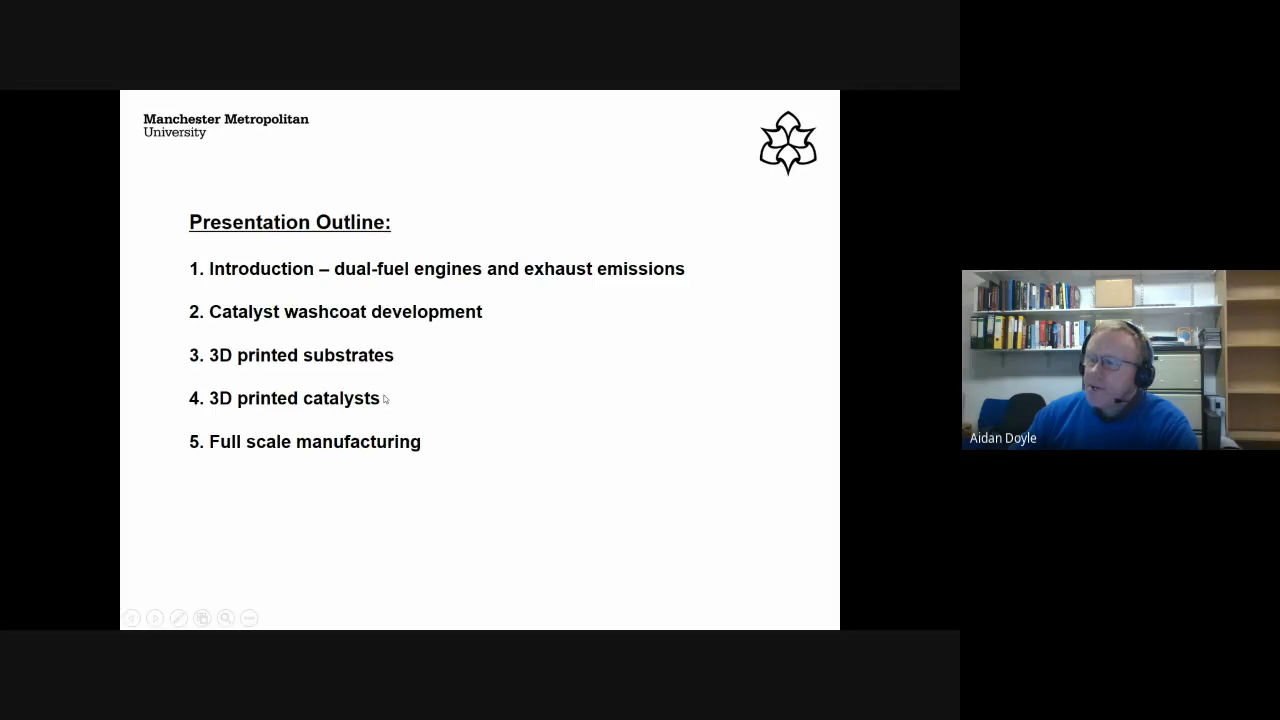 Manchester Metropolitan
University
Presentation Outline:
1. Introduction – dual-fuel engines and exhaust emissions
2. Catalyst washcoat development
3. 3D printed substrates
4. 3D printed catalysts
5. Full scale manufacturing
Aidan Doyle